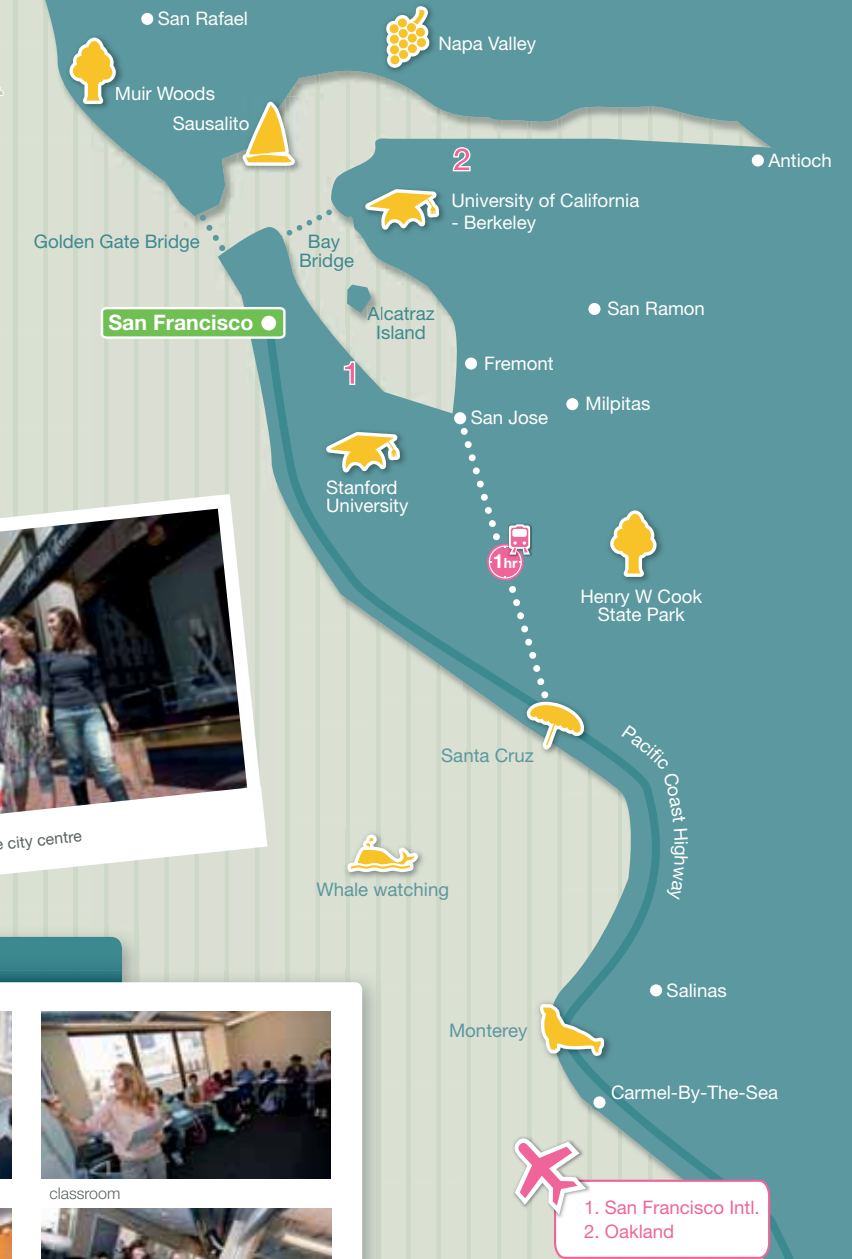 San Rafael
Napa Valley
Muir Woods
Sausalito
2
Antioch
University of California
- Berkeley
Golden Gate Bridge
Bay
Bridge
Alcatraz
Island
San Ramon
San Francisco
1
Fremont
Milpitas
San Jose
Stanford
University
1hr
Henry W Cook
State Park
Santa Cruz
Pacific Coast Highway
city centre
Whale watching
Salinas
Monterey
Carmel-By-The-Sea
classroom
1. San Francisco Intl.
2. Oakland